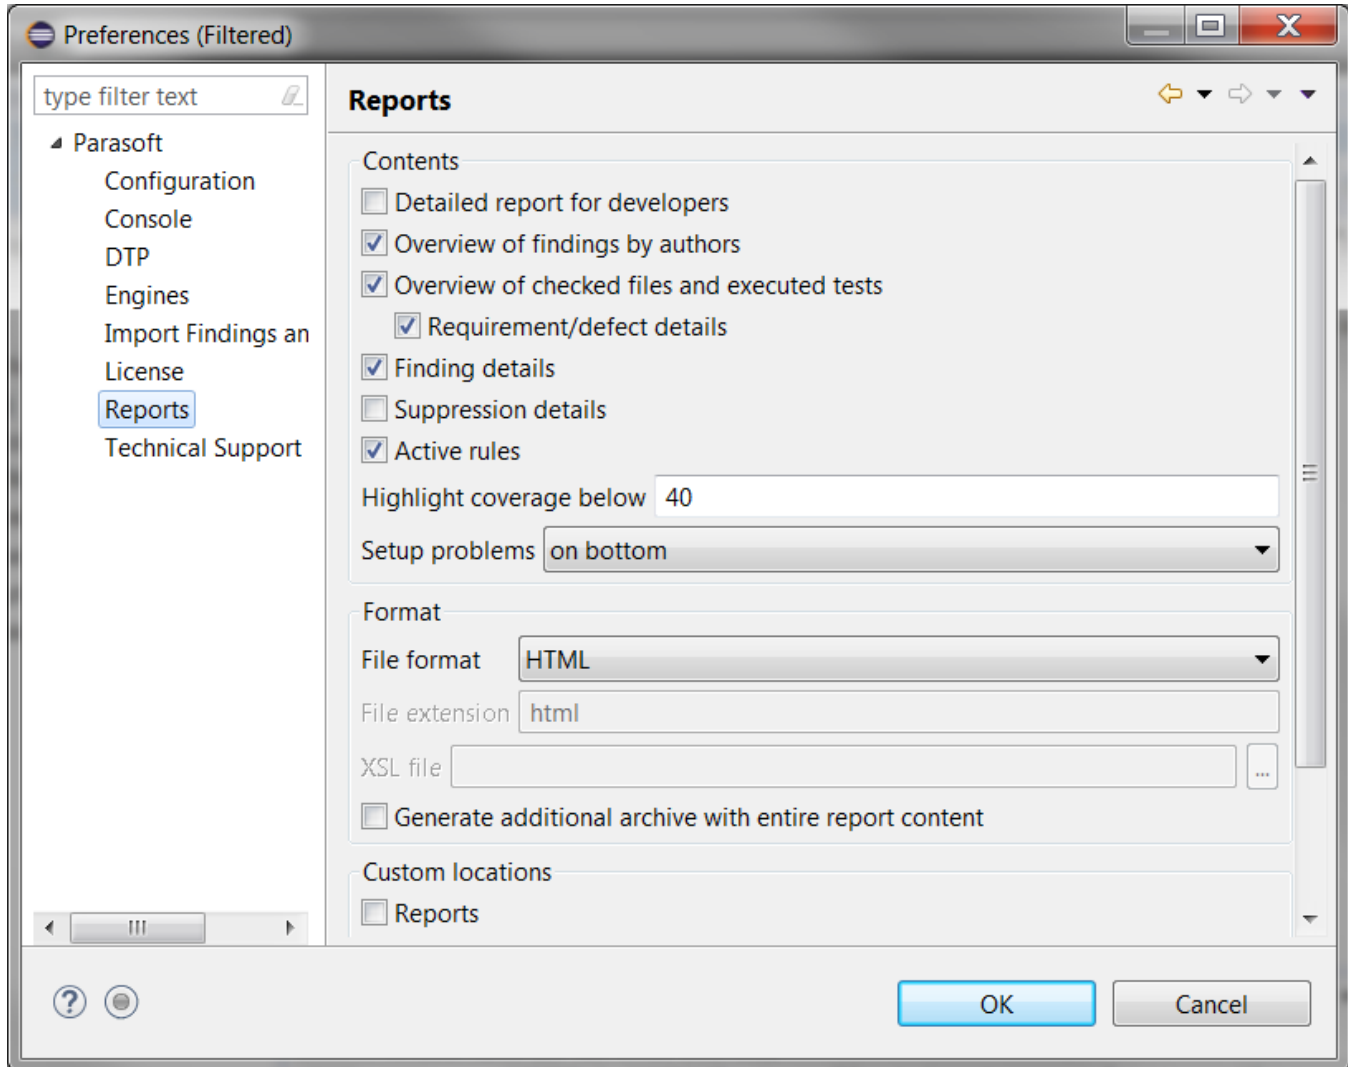 Preferences (Filtered)
type filter text
Parasoft
Configuration
Console
DTP
Engines
Import Findings an
License
Reports
Technical Support
Reports
Contents
Detailed report for developers
Overview of findings by authors
Overview of checked files and executed tests
Requirement/defect details
Finding details
Suppression details
Active rules
Highlight coverage below 40
Setup problems on bottom
Format
File format HTML
File extension html
XSL file ...
Generate additional archive with entire report content
Custom locations
Reports
OK Cancel